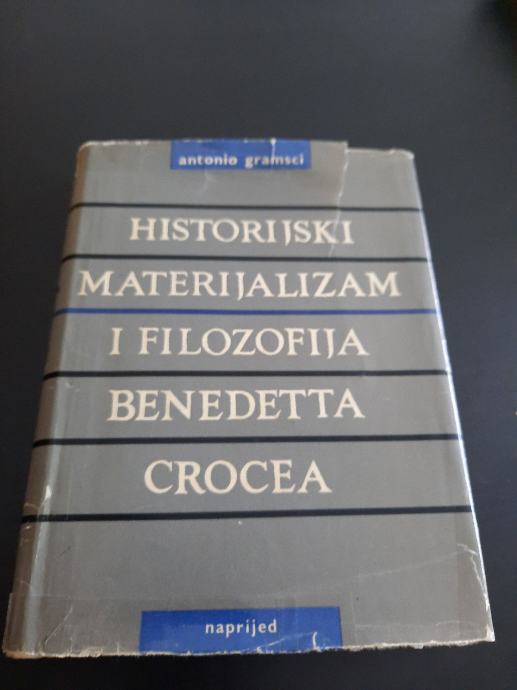 antonio gramsci
HISTORIJSKI
MATERIJALIZAM
I FILOZOFIJA
BENEDETTA
CROCEA
naprijed